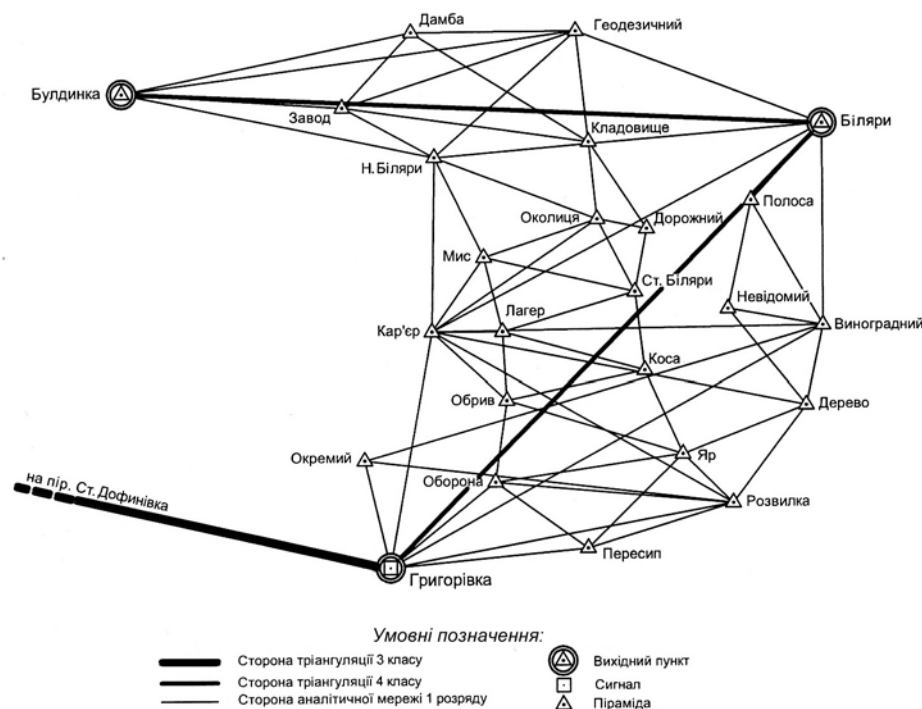 Дамба
Геодезичний
Булдинка
Завод
Кладовище
Біляри
Н. Біляри
Полоса
Околиця
Дорожний
Мис
Ст. Біляри
Невідомий
Лагер
Кар'єр
Виноградний
Коса
Обрив
Дерево
Окремий
Яр
на пір. Ст. Дофинівка
Оборона
Розвилка
Пересип
Григорівка
Умовні позначення:
Сторона тріангуляції 3 класу
Вихідний пункт
Сторона тріангуляції 4 класу
Сигнал
Сторона аналітичної мережі 1 розряду
Піраміда